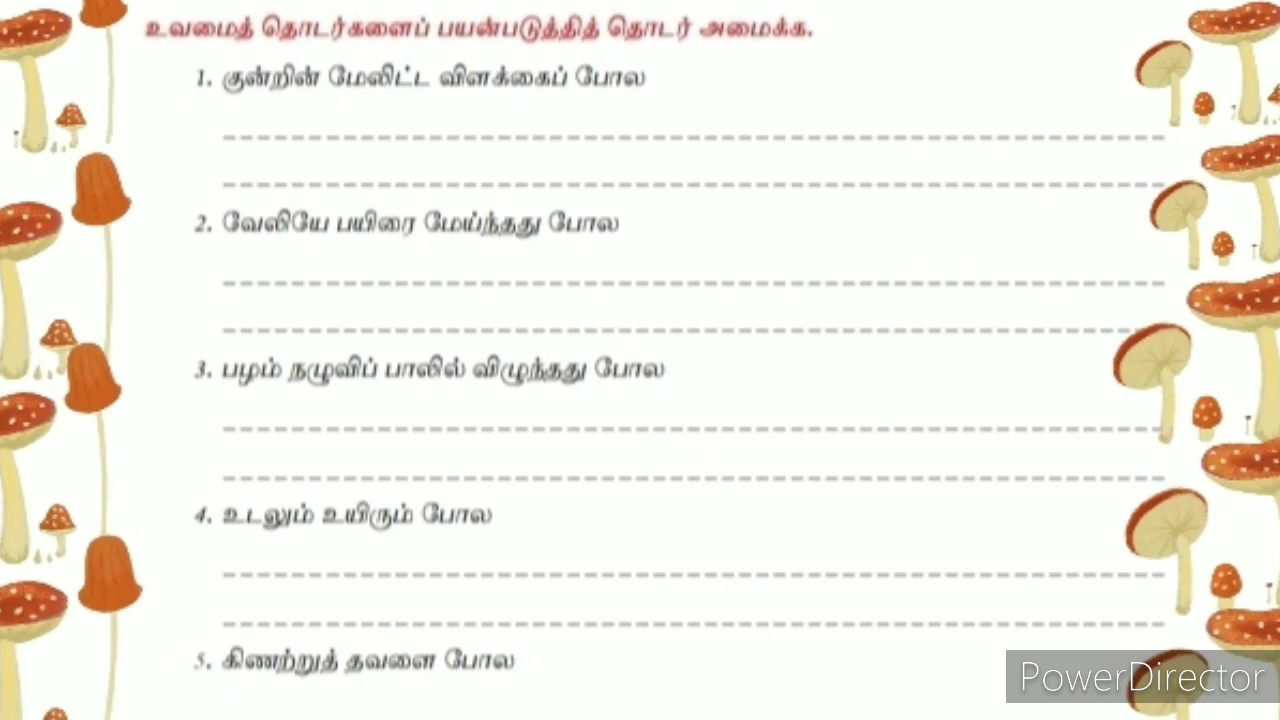 உவமைத் தொடர்களைப் பயன்படுத்தித் தொடர் அமைக்க.
1. குன்றின் மேலிட்ட விளக்கைப் போல
2. வேலியே பயிரை மேய்ந்தது போல
3. பழம் நழுவிப் பாலில் விழுந்தது போல
4. உடலும் உயிரும் போல
5. கிணற்றுத் தவளை போல
PowerDirector